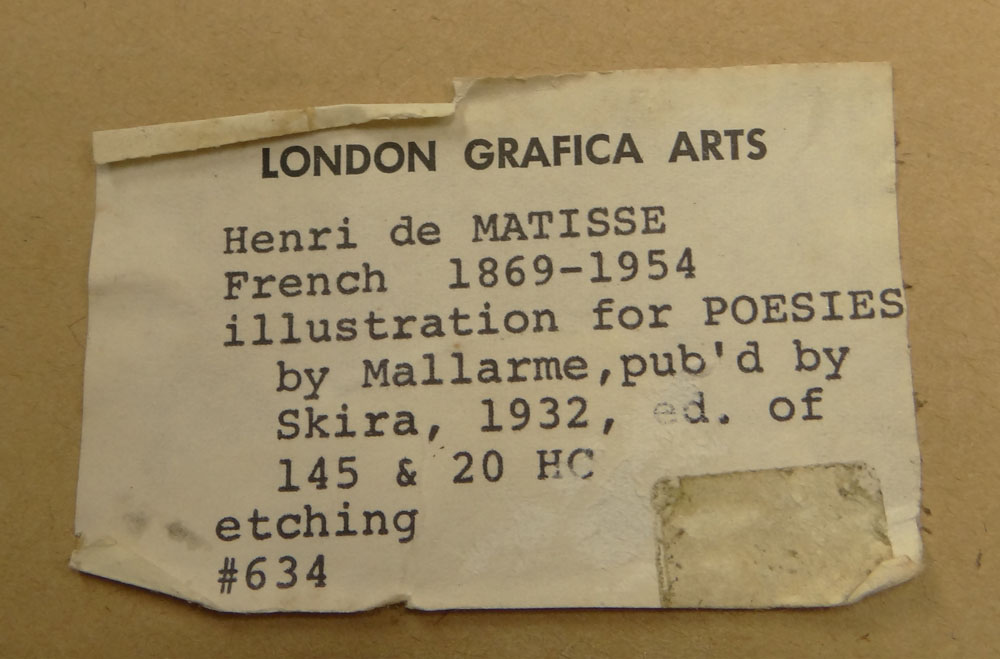 LONDON GRAFICA ARTS
Henri de MATISSE
French 1869-1954
illustration for POESIES
by Mallarme,pub'd by
Skira, 1932, ed. of
145 & 20 HC
etching
#634